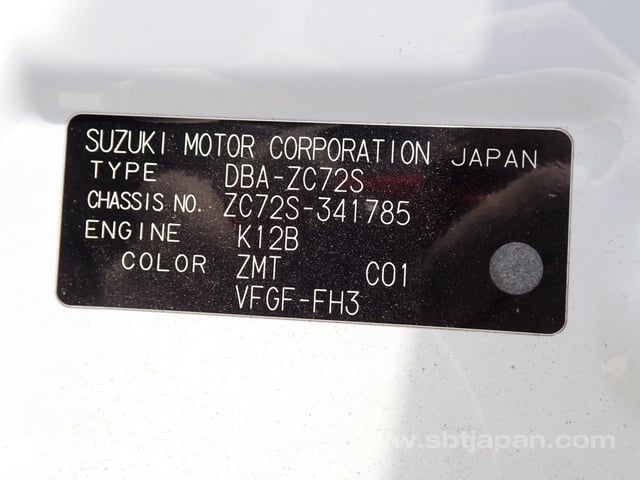 SUZUKI MOTOR CORPORATION JAPAN
TYPE DBA-ZC72S
CHASSIS NO. ZC72S-341785
ENGINE K12B
COLOR ZMT C01
VFGF-FH3
www.sbtjapan.com